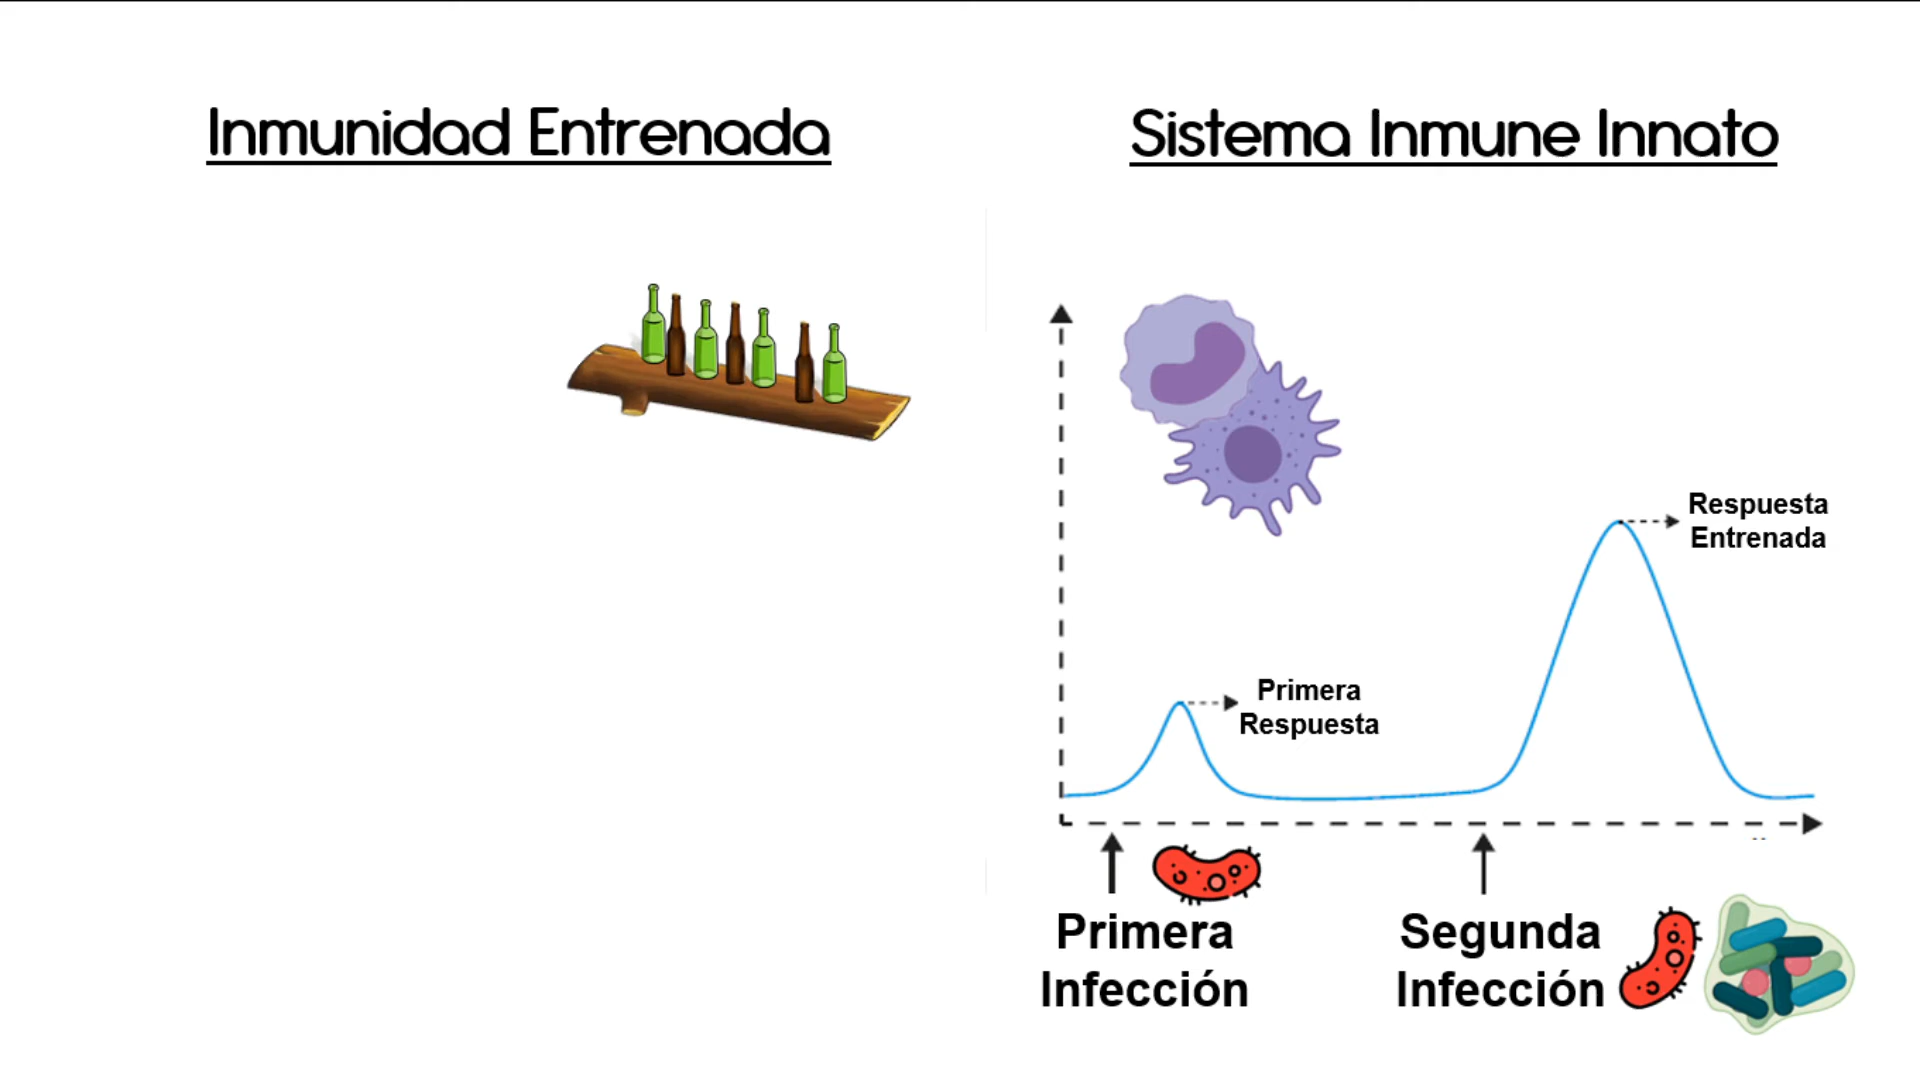 Inmunidad Entrenada
Sistema Inmune Innato
Respuesta
Entrenada
Primera
Respuesta
Primera
Infección
Segunda
Infección